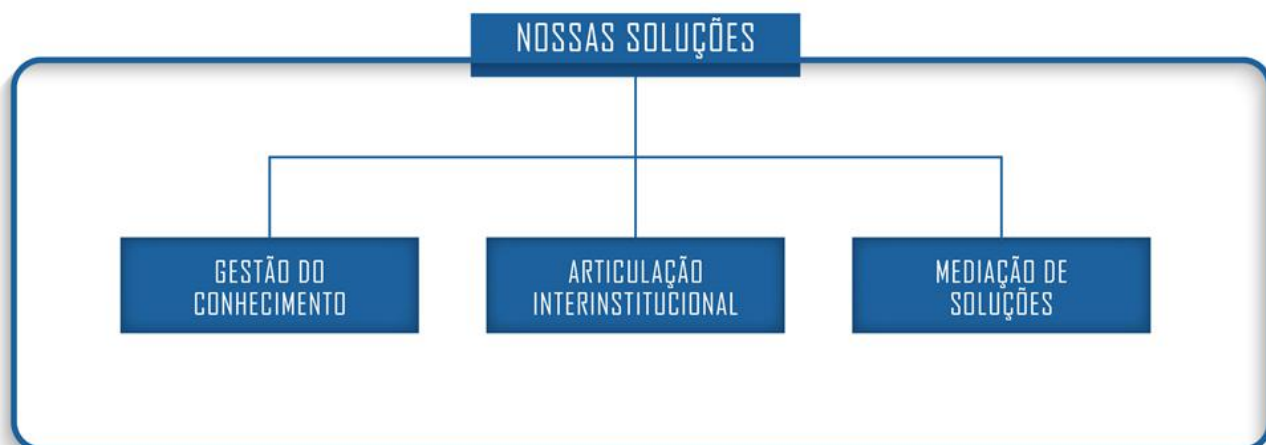 NOSSAS SOLUÇÕES
GESTÃO DO
CONHECIMENTO
ARTICULAÇÃO
INTERINSTITUCIONAL
MEDIAÇÃO DE
SOLUÇÕES